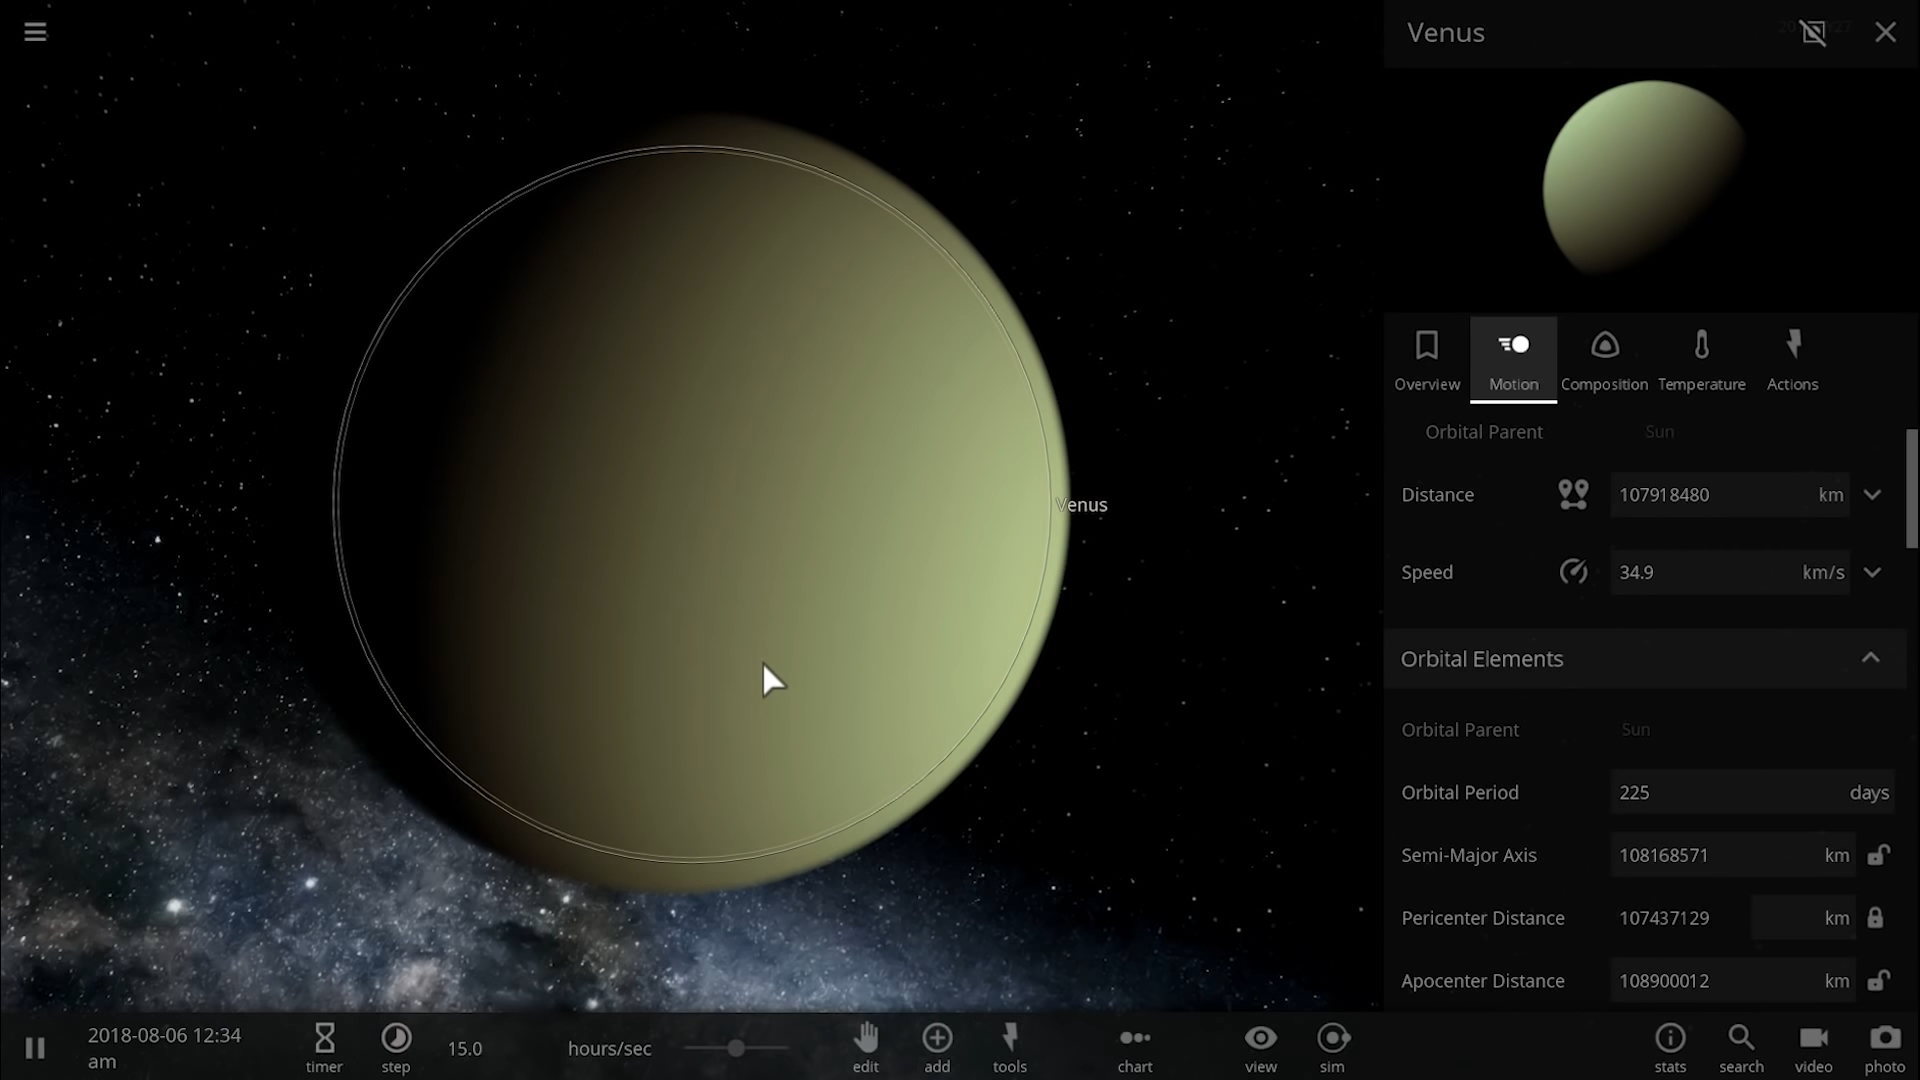 Venus
Overview Motion Composition Temperature Actions
Orbital Parent Sun
Distance 107918480 km
Venus
Speed 34.9 km/s
Orbital Elements
Orbital Parent Sun
Orbital Period 225 days
Semi-Major Axis 108168571 km
Pericenter Distance 107437129 km
Apocenter Distance 108900012 km
2018-08-06 12:34
am
timer step 15.0 hours/sec edit add tools chart view sim stats search video photo